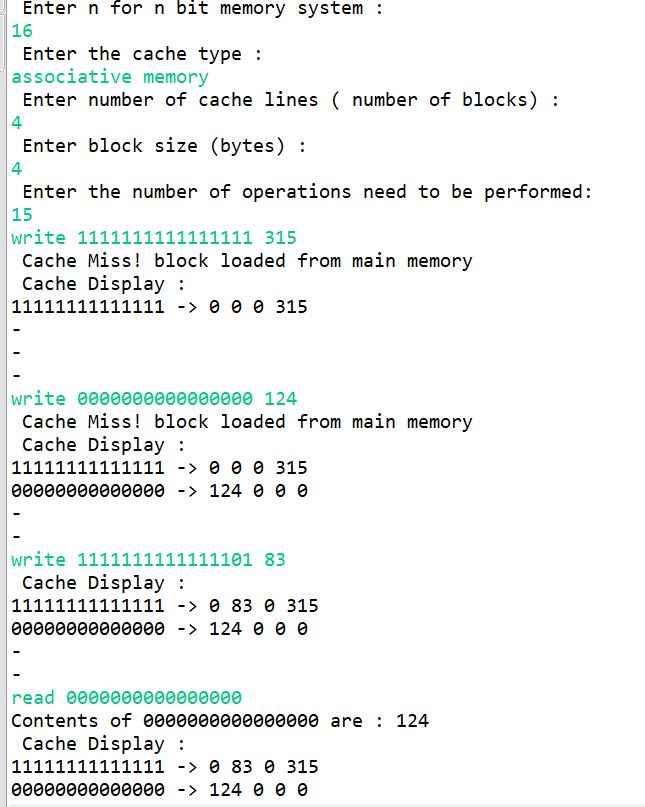 Enter n for n bit memory system :
16
Enter the cache type :
associative memory
Enter number of cache lines ( number of blocks) :
4
Enter block size (bytes) :
4
Enter the number of operations need to be performed:
15
write 1111111111111111 315
Cache Miss! block loaded from main memory
Cache Display :
11111111111111 -> 0 0 0 315
-
-
-
write 0000000000000000 124
Cache Miss! block loaded from main memory
Cache Display :
11111111111111 -> 0 0 0 315
00000000000000 -> 124 0 0 0
-
-
write 1111111111111101 83
Cache Display :
11111111111111 -> 0 83 0 315
00000000000000 -> 124 0 0 0
-
-
read 0000000000000000
Contents of 0000000000000000 are : 124
Cache Display :
11111111111111 -> 0 83 0 315
00000000000000 -> 124 0 0 0